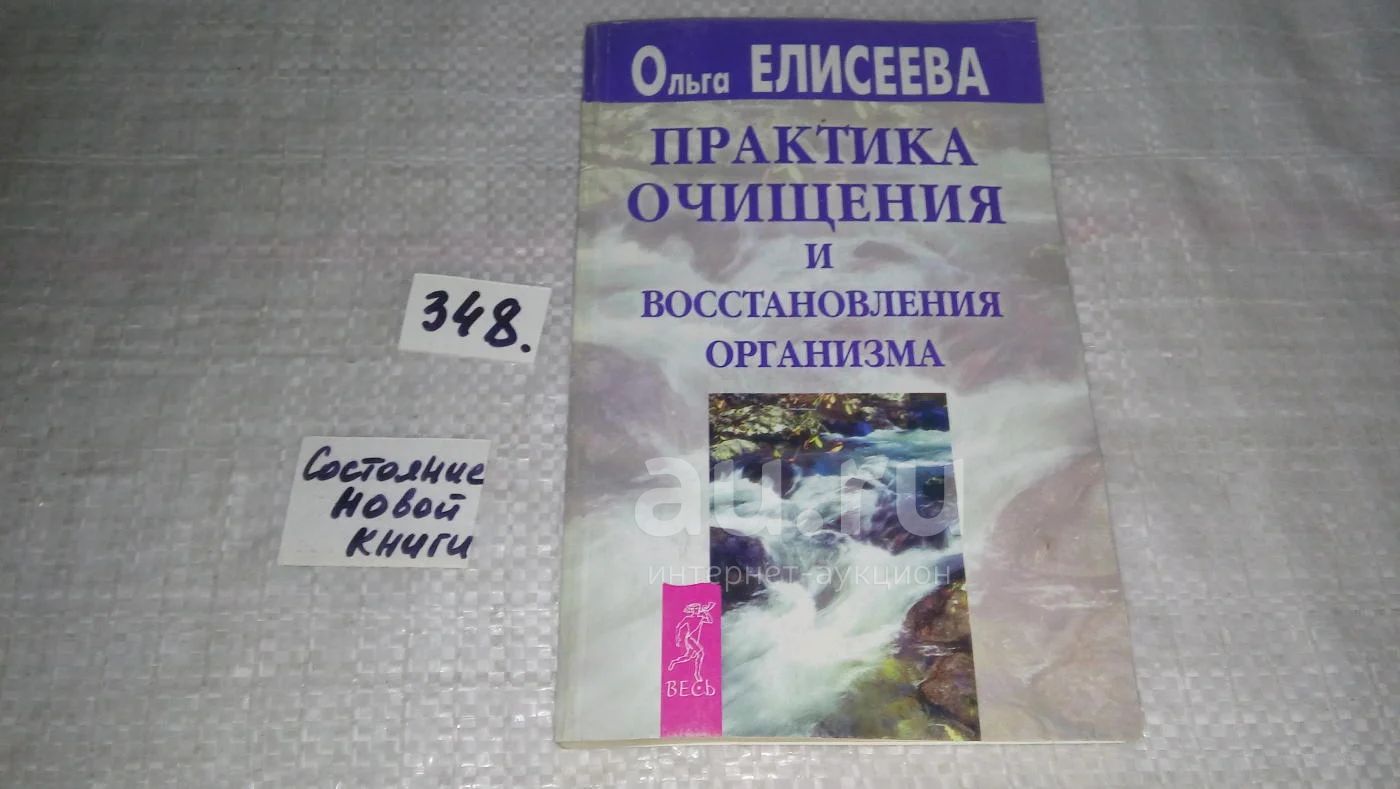 Ольга ЕЛИСЕЕВА
ПРАКТИКА
ОЧИЩЕНИЯ
И
ВОССТАНОВЛЕНИЯ
ОРГАНИЗМА
348.
Состояние
новой
книги
au.ru
интернет-аукцион
ВЕСЬ